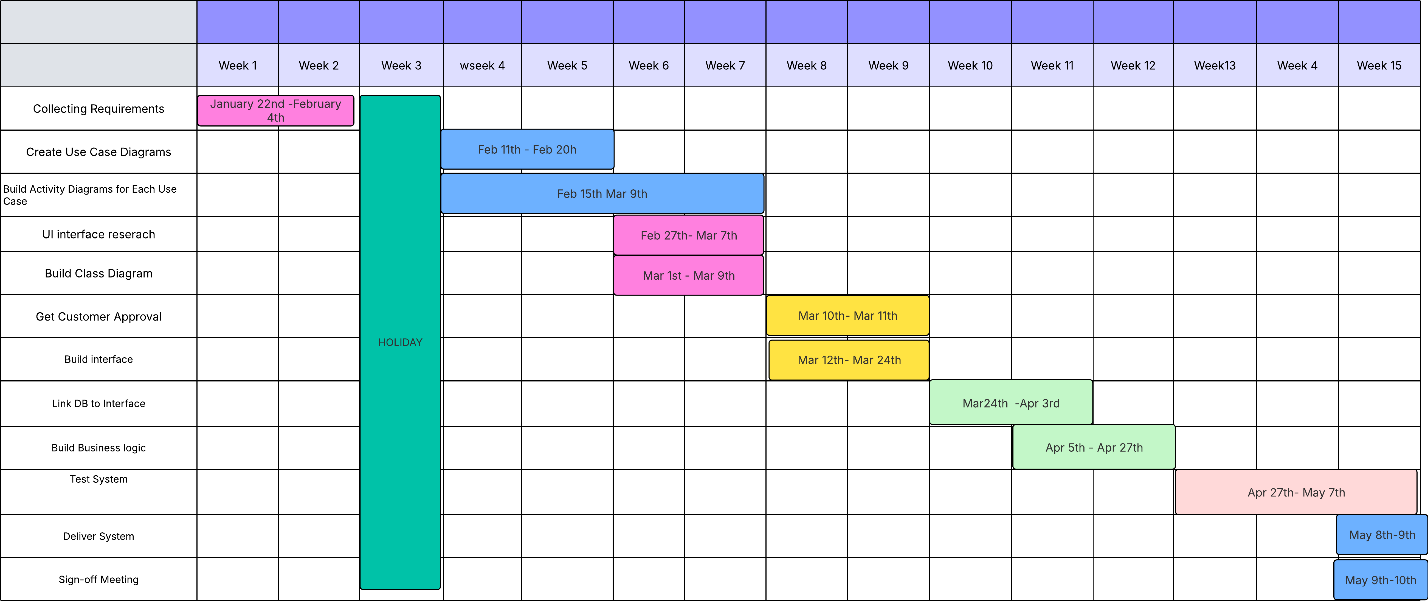 Week 1 Week 2 Week 3 wseek 4 Week 5 Week 6 Week 7 Week 8 Week 9 Week 10 Week 11 Week 12 Week13 Week 4 Week 15
Collecting Requirements
January 22nd -February
4th
Create Use Case Diagrams
Feb 11th - Feb 20h
Build Activity Diagrams for Each Use
Case
Feb 15th Mar 9th
UI interface reserach
Feb 27th- Mar 7th
Build Class Diagram
Mar 1st - Mar 9th
Get Customer Approval
Mar 10th- Mar 11th
HOLIDAY
Build interface
Mar 12th- Mar 24th
Link DB to Interface
Mar24th -Apr 3rd
Build Business logic
Apr 5th - Apr 27th
Test System
Apr 27th- May 7th
Deliver System
May 8th-9th
Sign-off Meeting
May 9th-10th